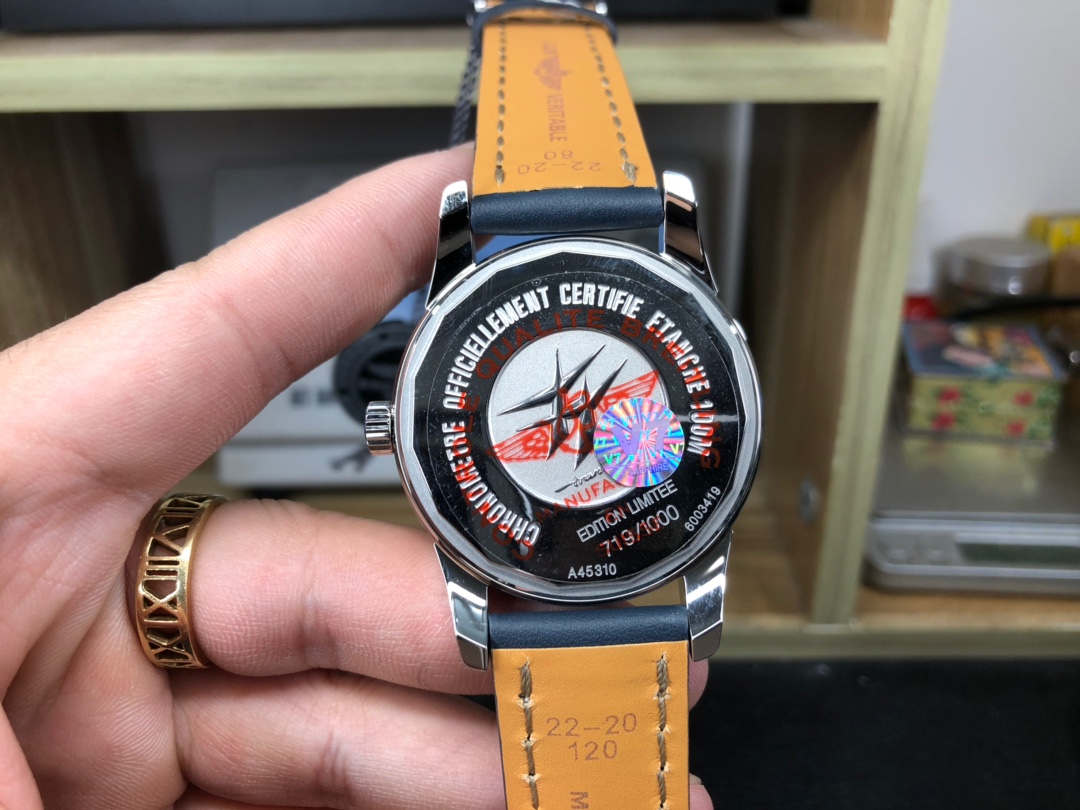 VERITABLE
22-20
80
CHRONOMETRE OFFICIELLEMENT CERTIFIE ETANCHE 100M
QUALITE
MANUFA
EDITION LIMITEE
719/1000
6003419
A45310
22-20
120
M